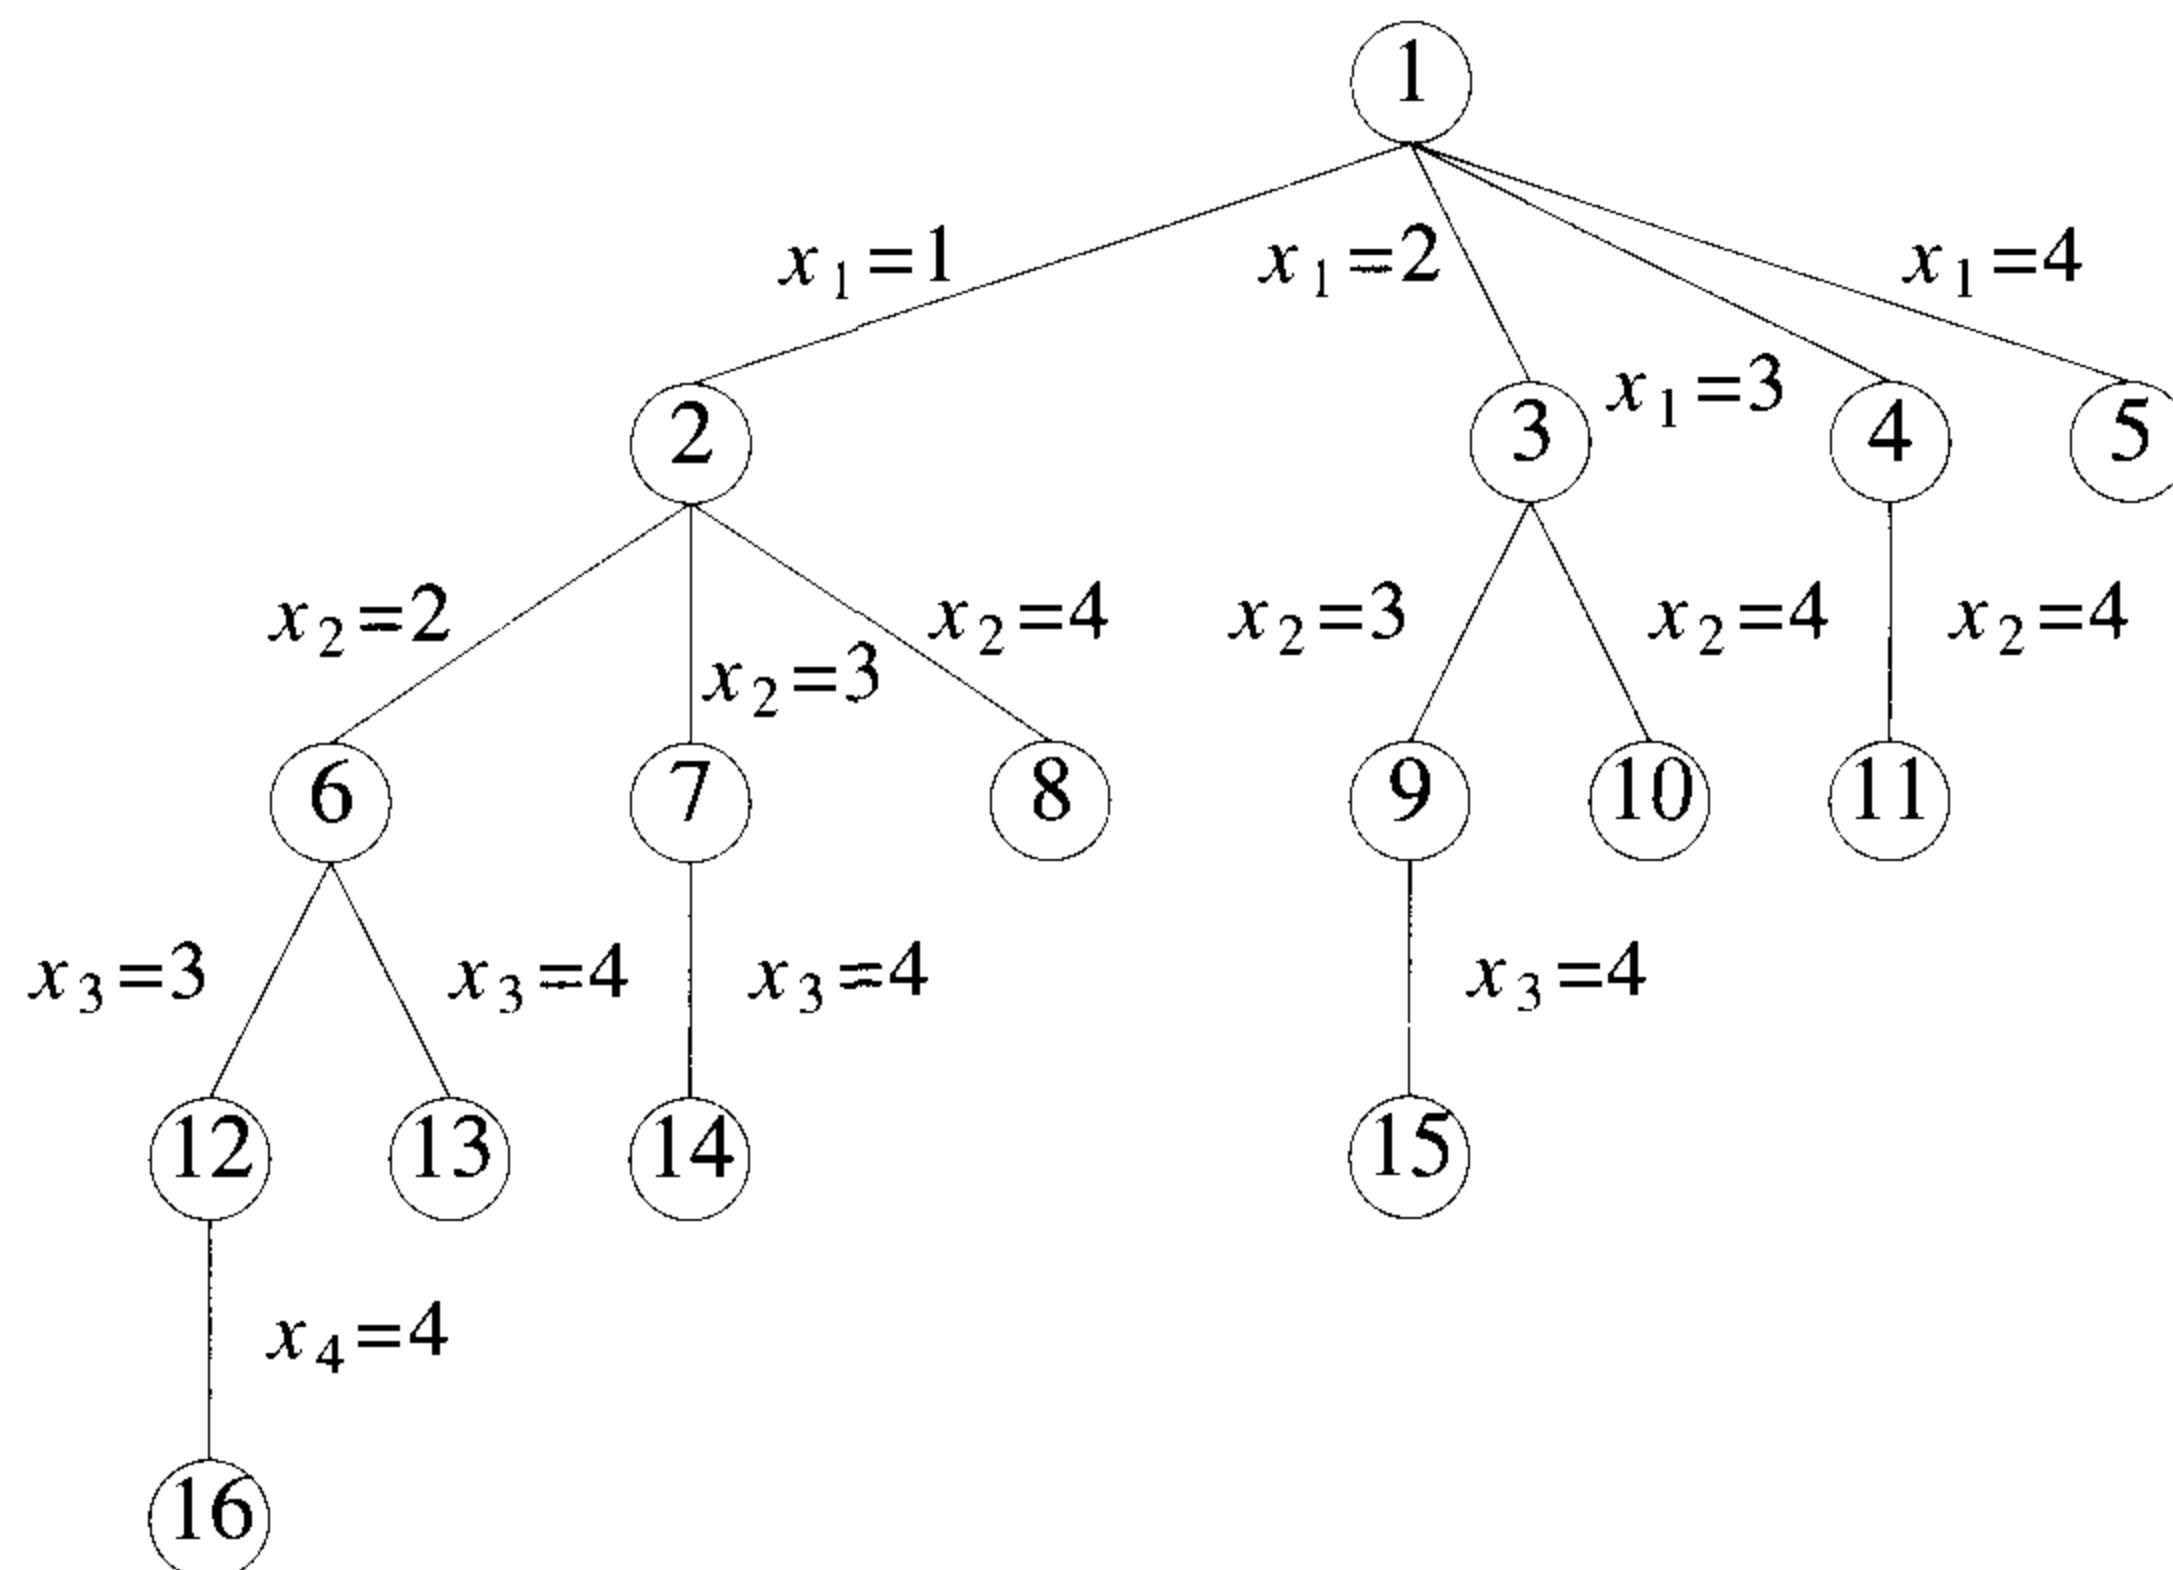 1
x₁=1 x₁=2 x₁=4
x₁=3
2 3 4 5
x₂=2 x₂=4 x₂=3 x₂=4 x₂=4
x₂=3
6 7 8 9 10 11
x₃=3 x₃=4 x₃=4 x₃=4
12 13 14 15
x₄=4
16